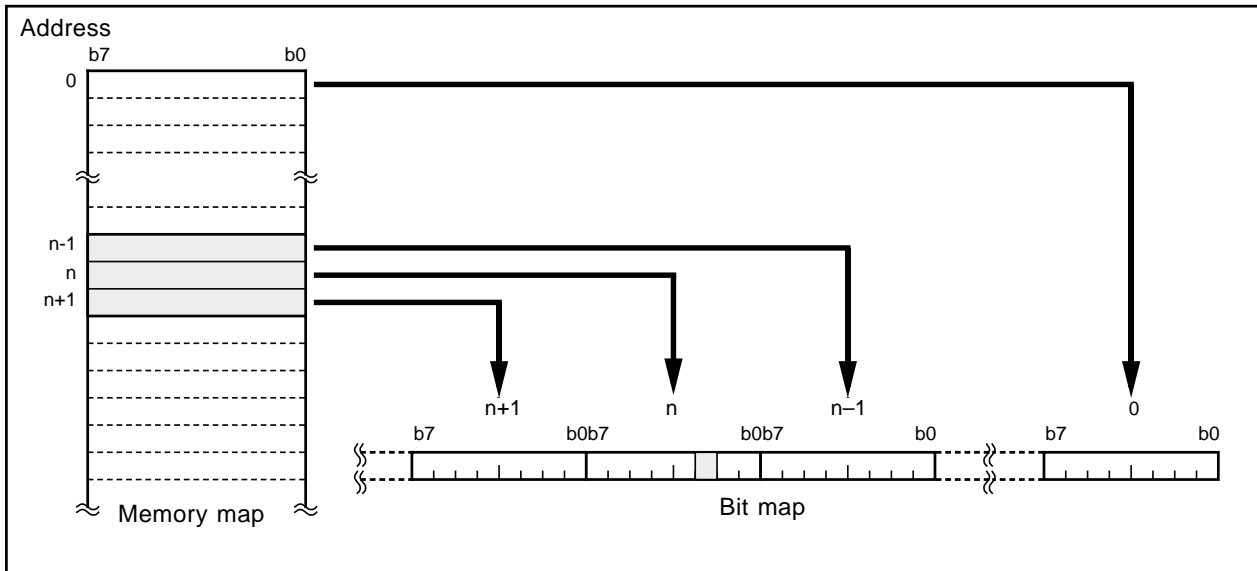 Address
b7 b0
0
n-1
n
n+1
n+1 n n–1 0
b7 b0b7 b0b7 b0 b7 b0
Memory map
Bit map